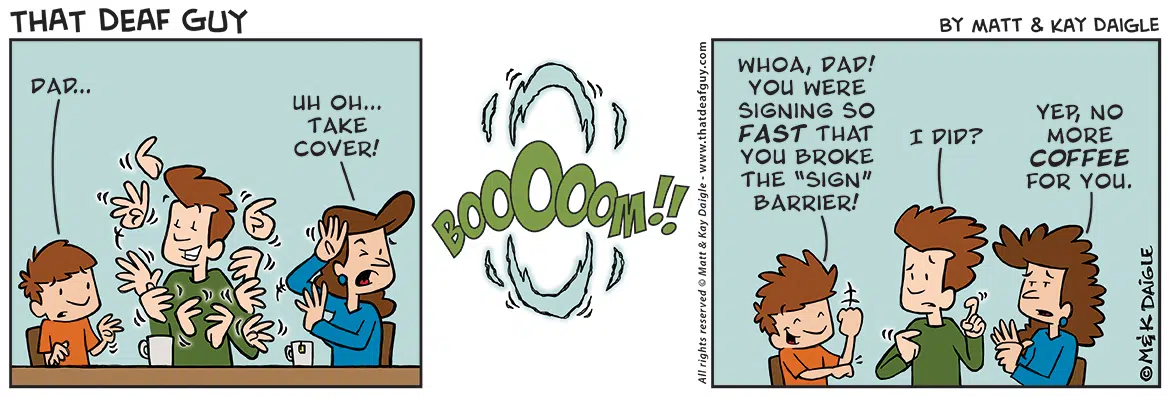 THAT DEAF GUY
BY MATT & KAY DAIGLE
DAD...
UH OH...
TAKE
COVER!
BOOOOOM!!
All rights reserved © Matt & Kay Daigle - www.thatdeafguy.com
WHOA, DAD!
YOU WERE
SIGNING SO
FAST THAT
YOU BROKE
THE “SIGN”
BARRIER!
I DID?
YEP, NO
MORE
COFFEE
FOR YOU.
© M&K DAIGLE